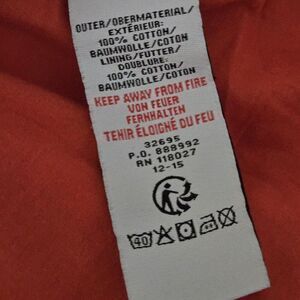 OUTER/OBERMATERIAL/
EXTÉRIEUR:
100% COTTON/
BAUMWOLLE/COTON
LINING/FUTTER/
DOUBLURE:
100% COTTON/
BAUMWOLLE/COTON
KEEP AWAY FROM FIRE
VON FEUER
FERNHALTEN
TENIR ÉLOIGNÉ DU FEU
32695
P.O. 888992
RN 118027
12-15
40